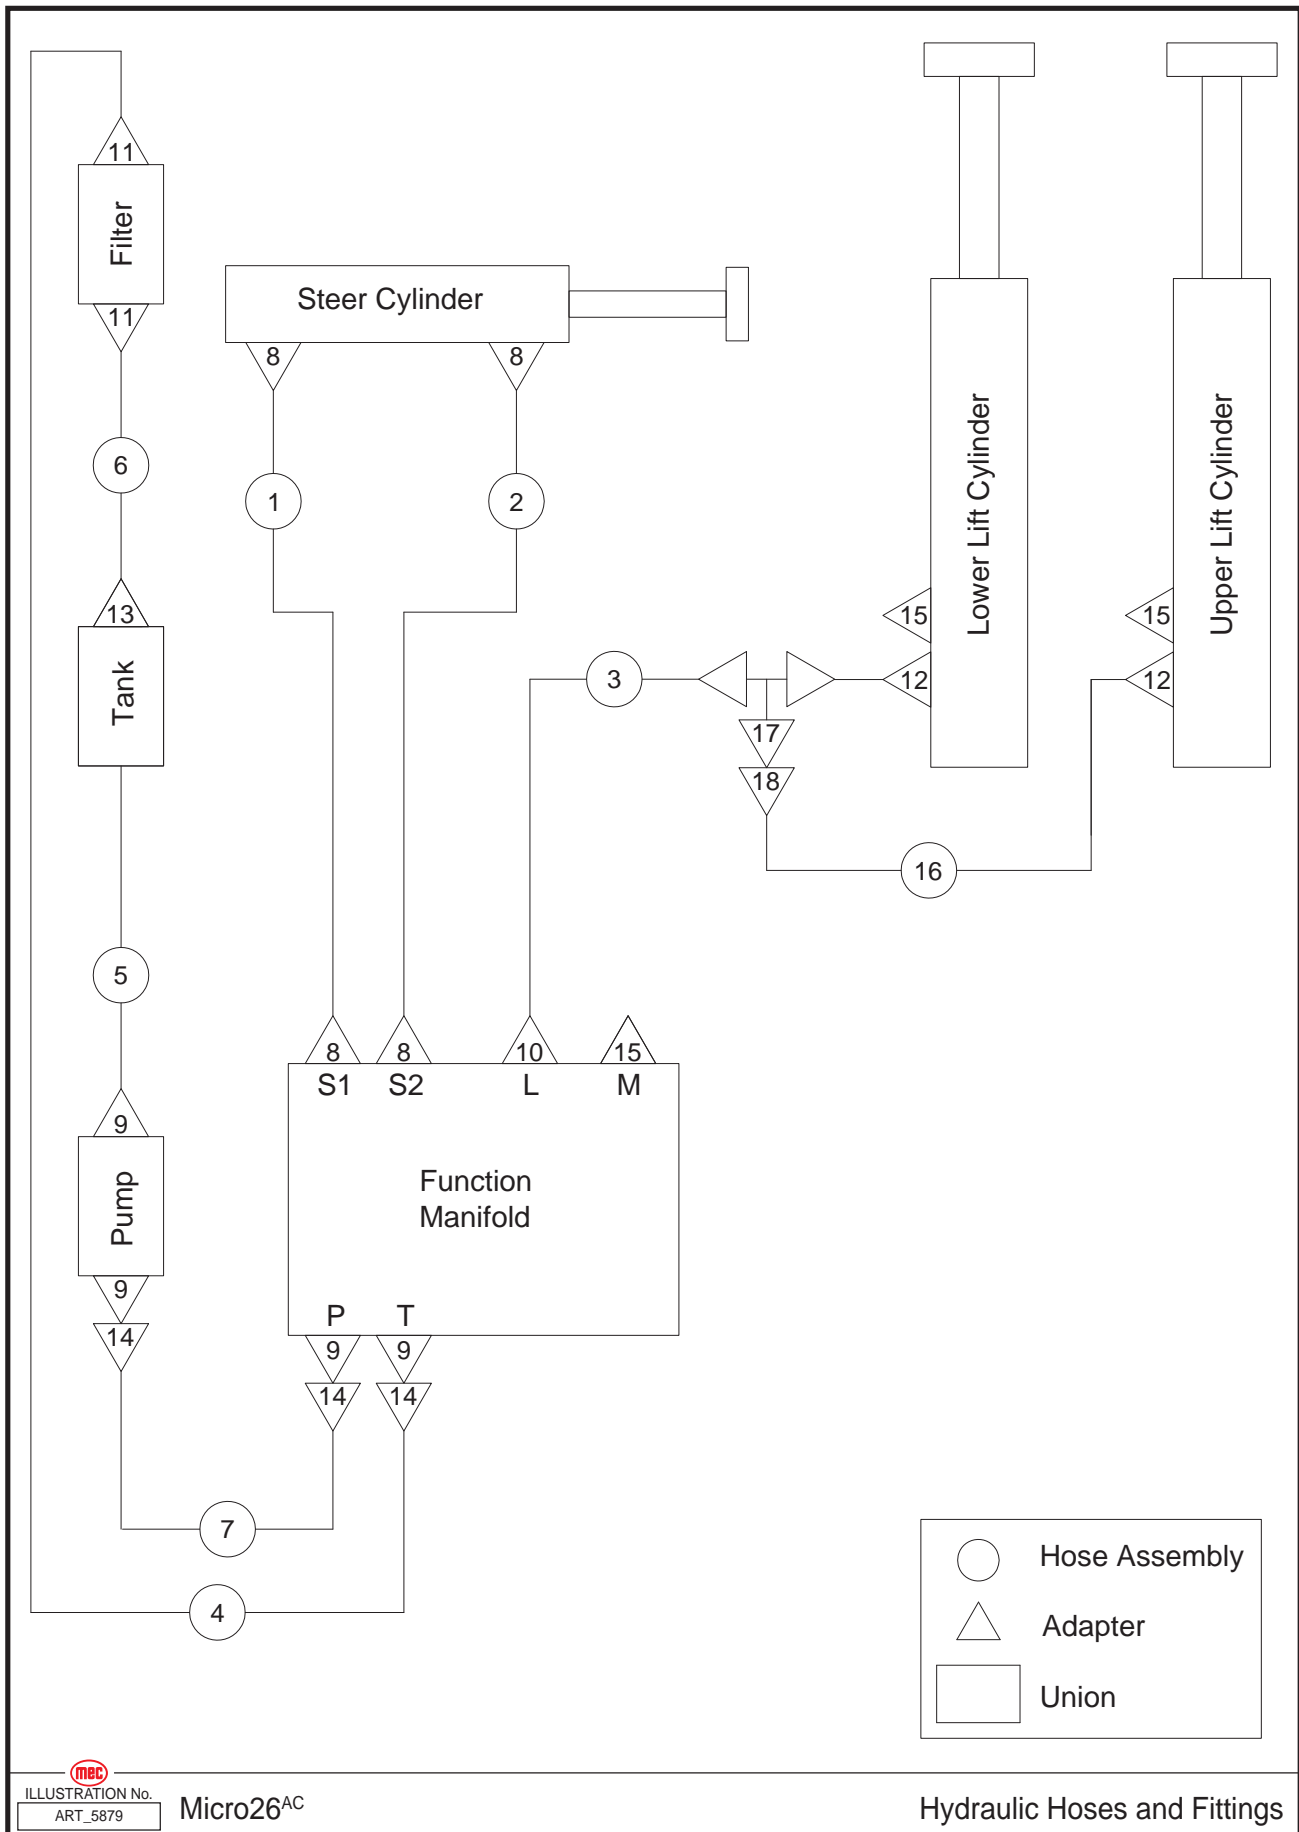 11
Filter
11
6
13
Tank
5
9
Pump
9
14
7
4
Steer Cylinder
8
8
1
2
Lower Lift Cylinder
15
12
Upper Lift Cylinder
15
12
3
17
18
16
8
8
10
15
S1
S2
L
M
Function
Manifold
P
T
9
9
14
14
Hose Assembly
Adapter
Union
mec
ILLUSTRATION No.
ART_5879
Micro26AC
Hydraulic Hoses and Fittings